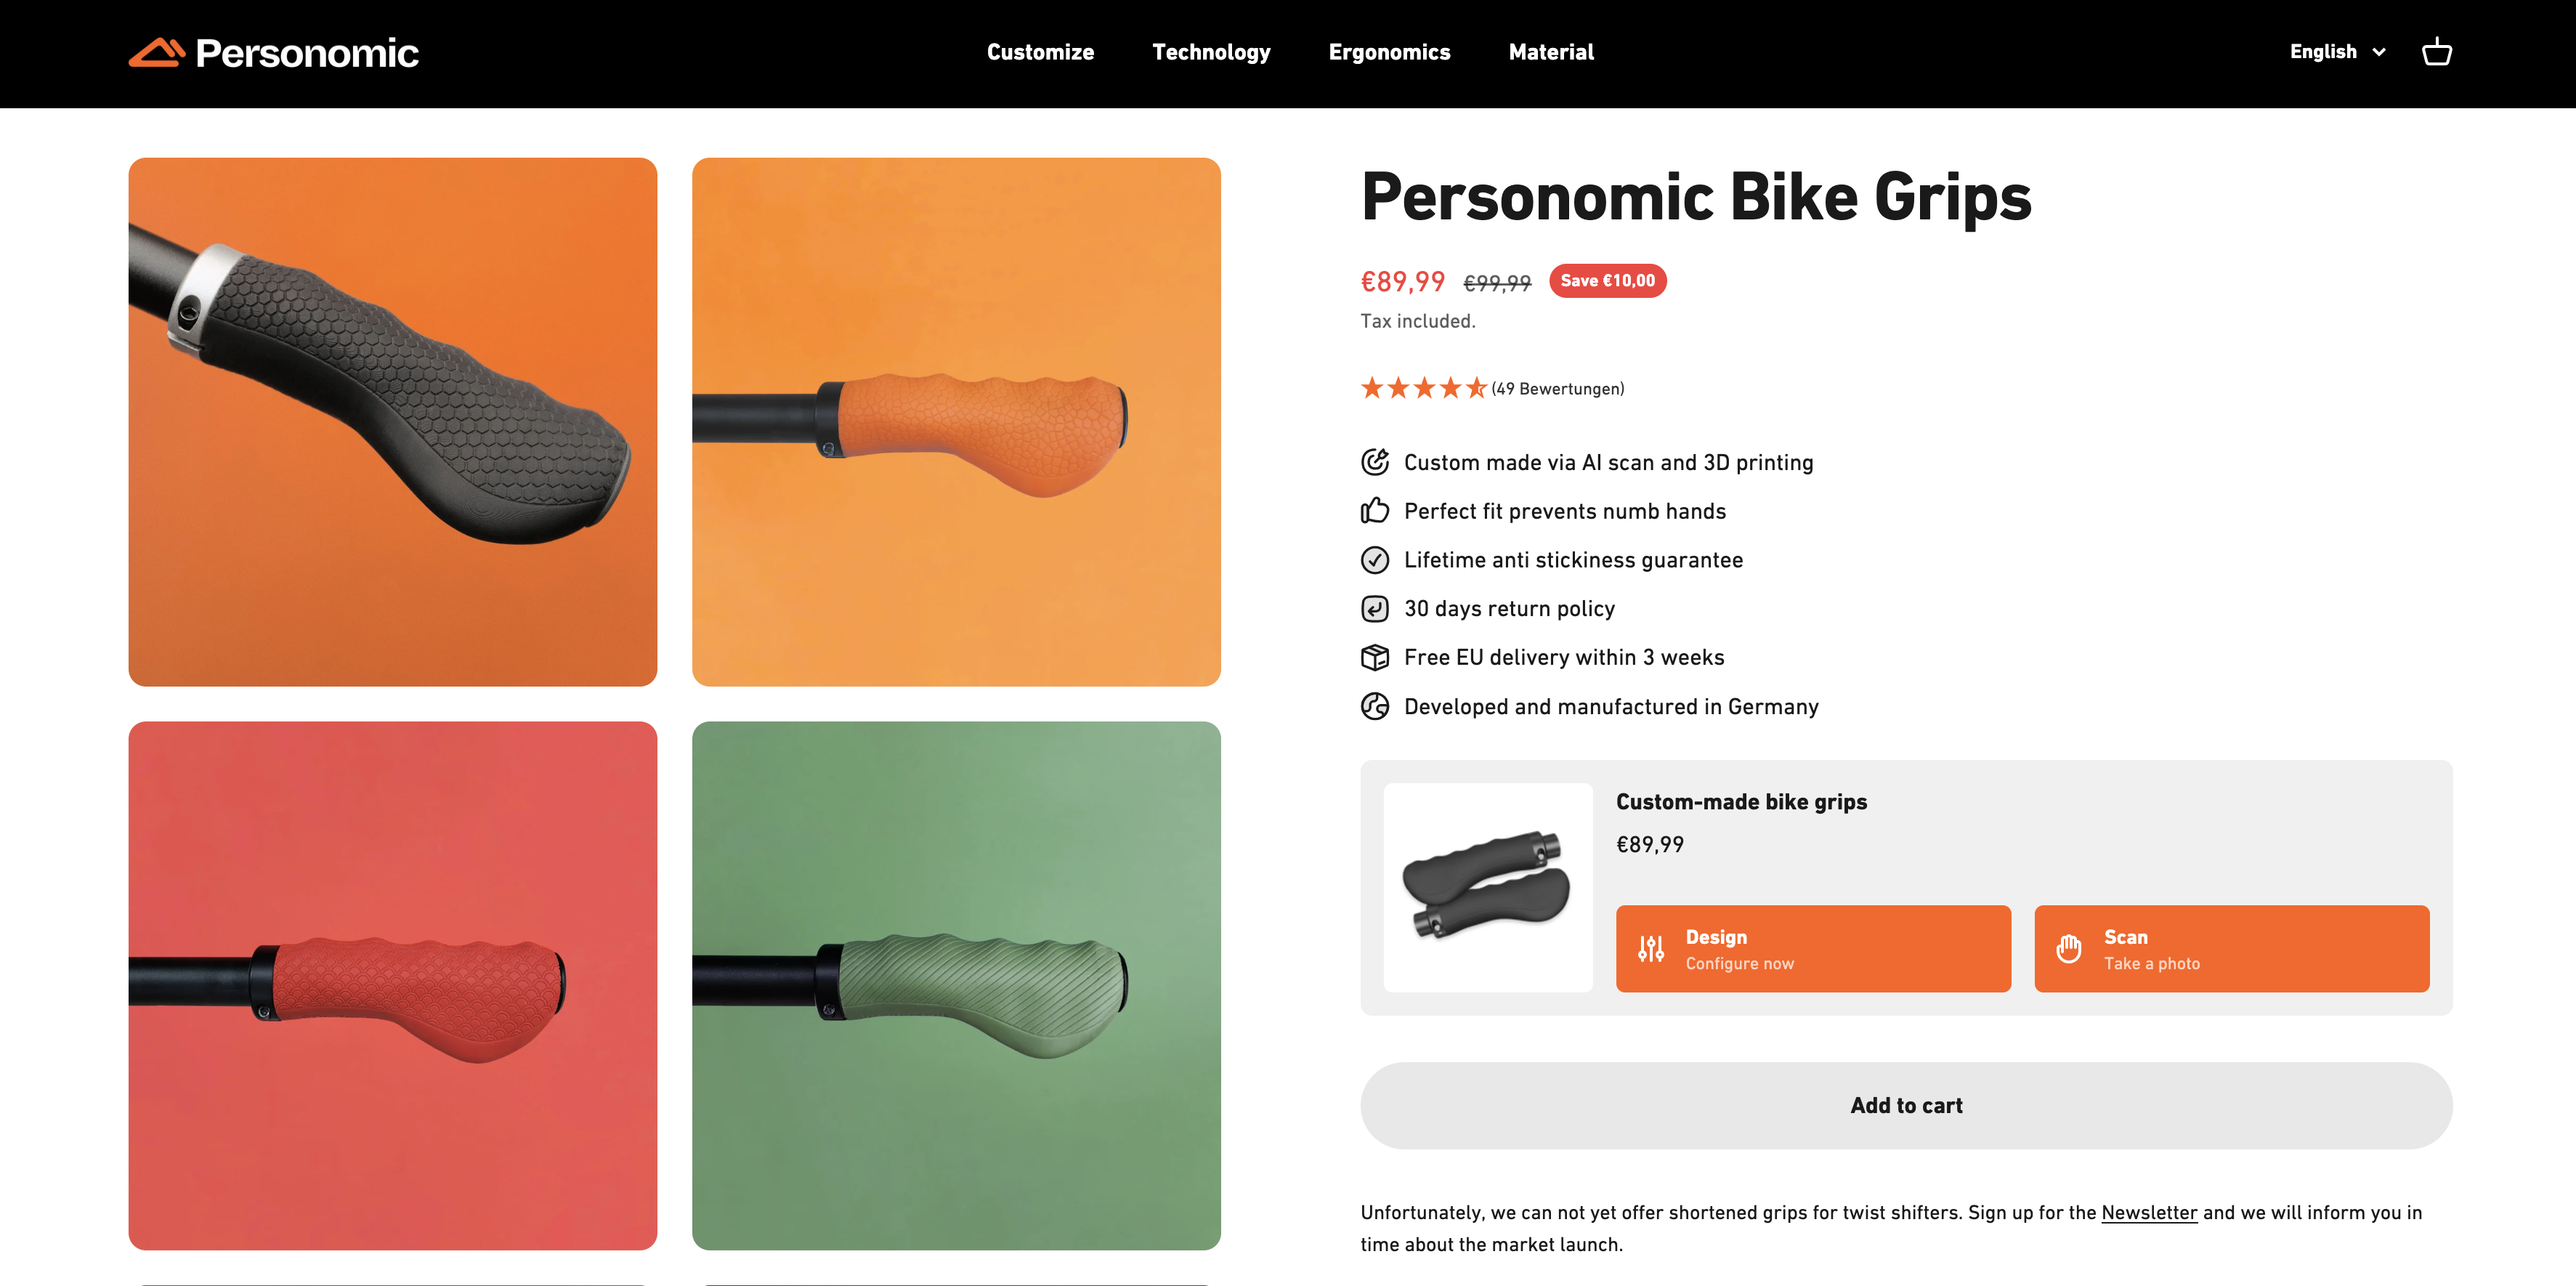 Personomic
Customize
Technology
Ergonomics
Material
English
Personomic Bike Grips
€89,99 €99,99 Save €10,00
Tax included.
(49 Bewertungen)
Custom made via AI scan and 3D printing
Perfect fit prevents numb hands
Lifetime anti stickiness guarantee
30 days return policy
Free EU delivery within 3 weeks
Developed and manufactured in Germany
Custom-made bike grips
€89,99
Design
Configure now
Scan
Take a photo
Add to cart
Unfortunately, we can not yet offer shortened grips for twist shifters. Sign up for the Newsletter and we will inform you in
time about the market launch.